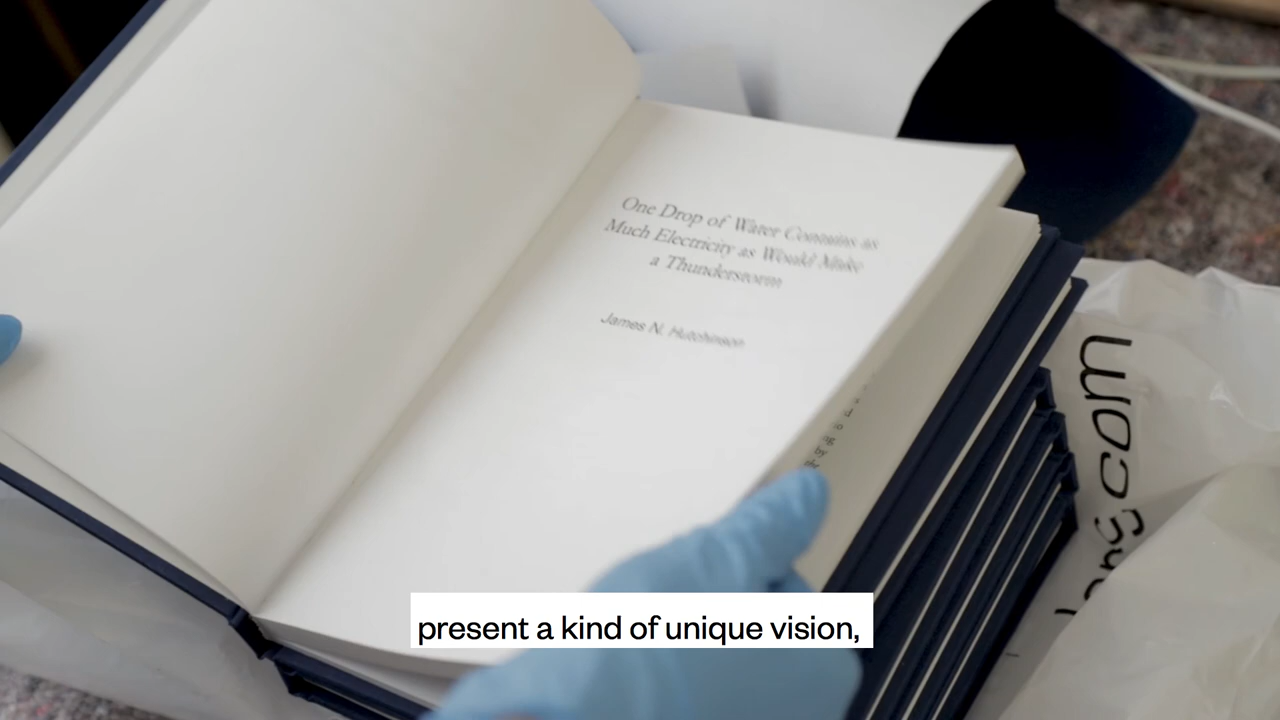 One Drop of Water Contains as
Much Electricity as Would Make
a Thunderstorm
James N. Hutchinson
.com
present a kind of unique vision,